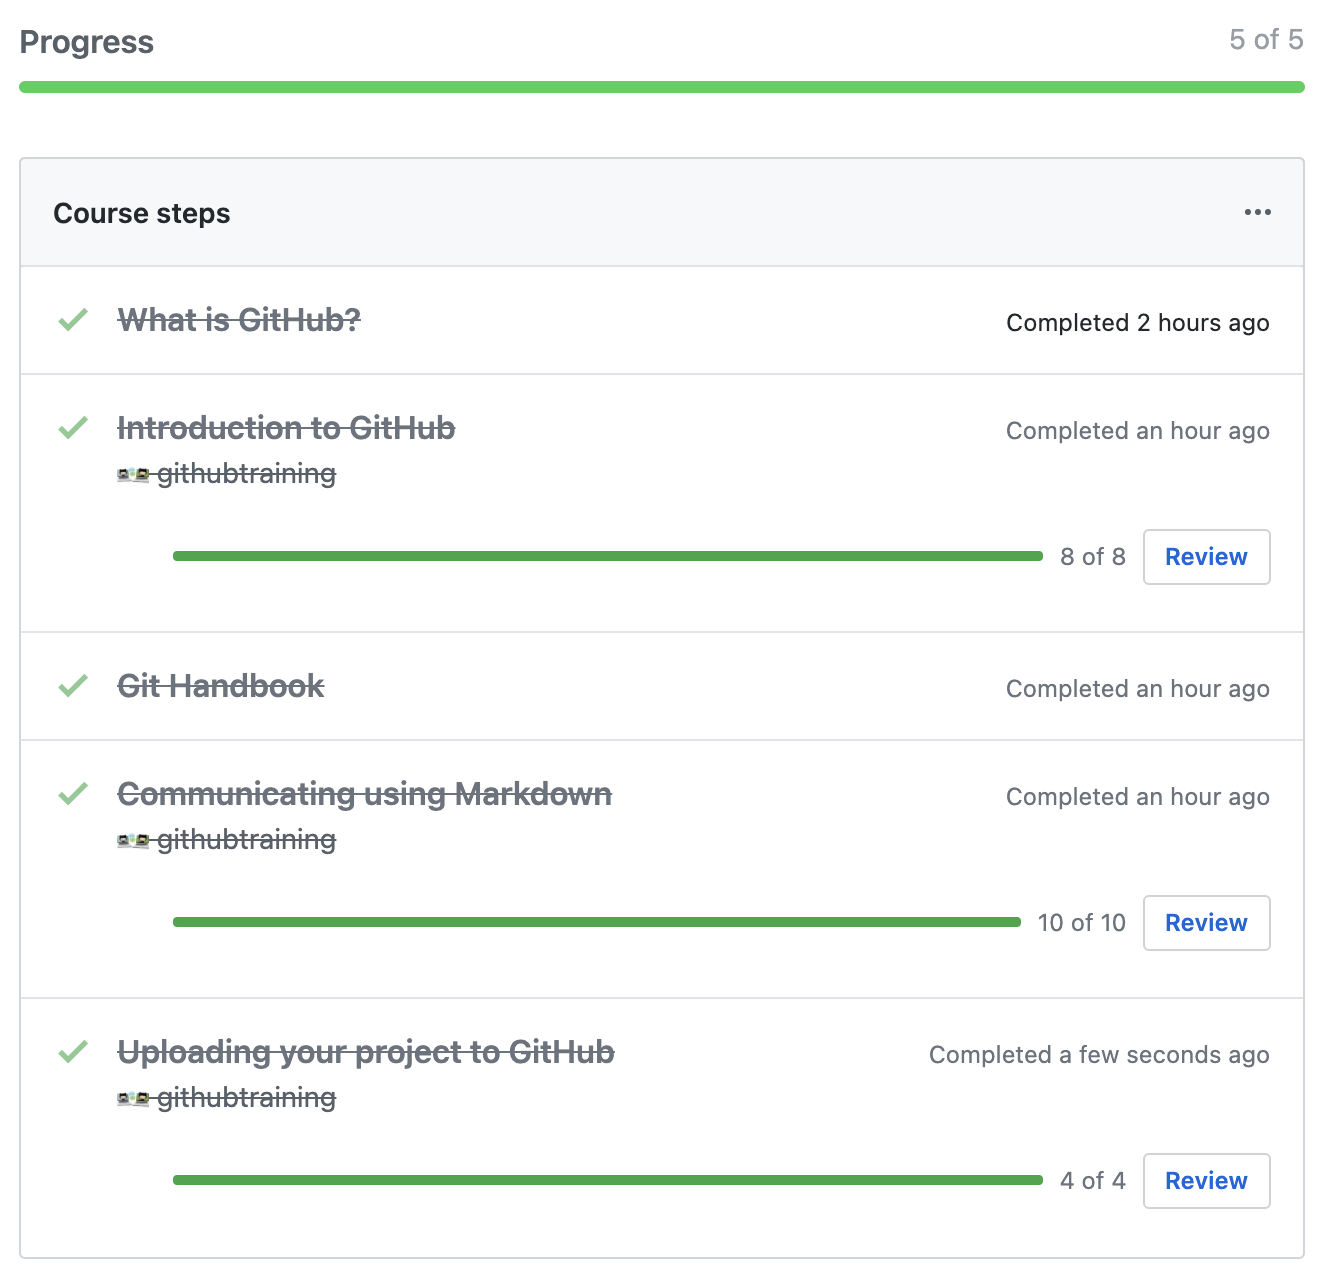 Progress 5 of 5
Course steps
What is GitHub? Completed 2 hours ago
Introduction to GitHub Completed an hour ago
githubtraining
8 of 8 Review
Git Handbook Completed an hour ago
Communicating using Markdown Completed an hour ago
githubtraining
10 of 10 Review
Uploading your project to GitHub Completed a few seconds ago
githubtraining
4 of 4 Review